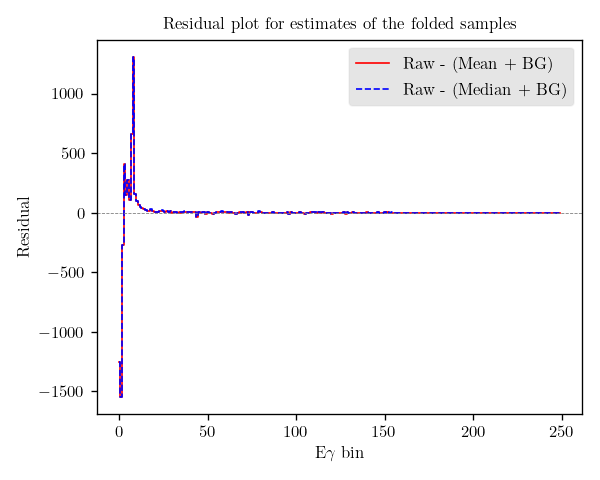 Residual plot for estimates of the folded samples
Raw - (Mean + BG)
Raw - (Median + BG)
1000
500
0
−500
−1000
−1500
Residual
0 50 100 150 200 250
Eγ bin